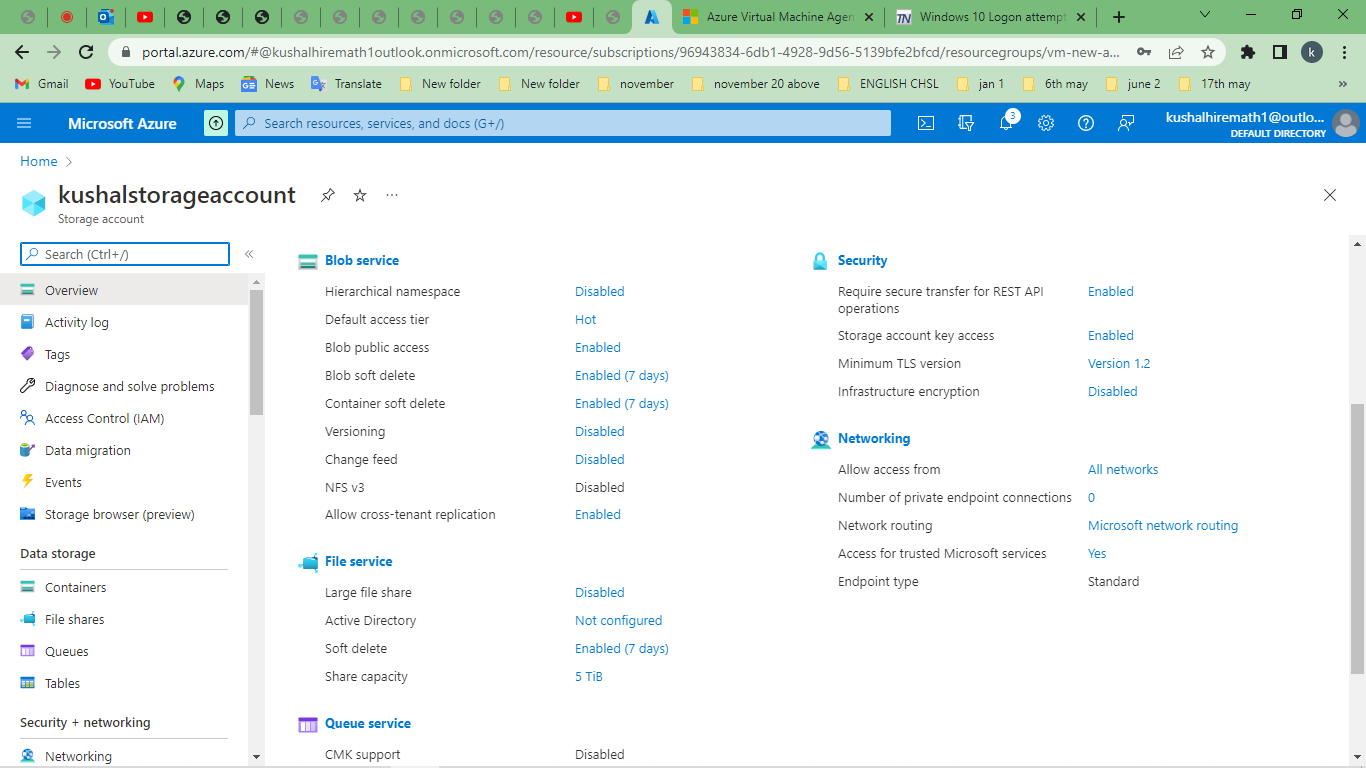 Azure Virtual Machine Agen
Windows 10 Logon attempt
portal.azure.com/#@kushalhiremath1outlook.onmicrosoft.com/resource/subscriptions/96943834-6db1-4928-9d56-5139bfe2bfcd/resourcegroups/vm-new-a...
k
Gmail YouTube Maps News Translate New folder New folder november november 20 above ENGLISH CHSL jan 1 6th may june 2 17th may »
Microsoft Azure
Search resources, services, and docs (G+/)
3
kushalhiremath1@outlo...
DEFAULT DIRECTORY
Home
kushalstorageaccount
Storage account
Search (Ctrl+/)
Overview
Activity log
Tags
Diagnose and solve problems
Access Control (IAM)
Data migration
Events
Storage browser (preview)
Data storage
Containers
File shares
Queues
Tables
Security + networking
Networking
Blob service
Hierarchical namespace Disabled
Default access tier Hot
Blob public access Enabled
Blob soft delete Enabled (7 days)
Container soft delete Enabled (7 days)
Versioning Disabled
Change feed Disabled
NFS v3 Disabled
Allow cross-tenant replication Enabled
File service
Large file share Disabled
Active Directory Not configured
Soft delete Enabled (7 days)
Share capacity 5 TiB
Queue service
CMK support Disabled
Security
Require secure transfer for REST API Enabled
operations
Storage account key access Enabled
Minimum TLS version Version 1.2
Infrastructure encryption Disabled
Networking
Allow access from All networks
Number of private endpoint connections 0
Network routing Microsoft network routing
Access for trusted Microsoft services Yes
Endpoint type Standard